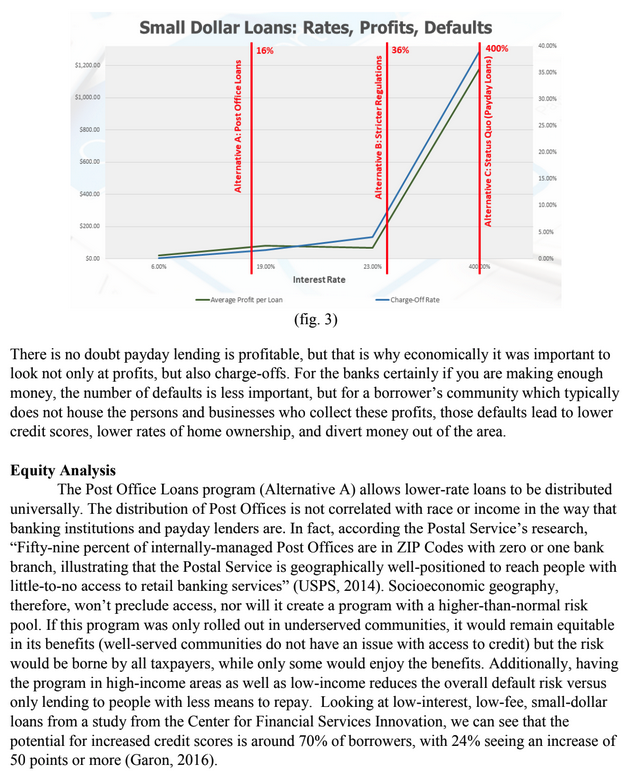 Small Dollar Loans: Rates, Profits, Defaults
16%
36%
400%
40.00%
$1,200.00
35.00%
$1,000.00
30.00%
$800.00
25.00%
20.00%
$600.00
15.00%
$400.00
10.00%
$200.00
5.00%
$0.00
0.00%
Alternative A: Post Office Loans
Alternative B: Stricter Regulations
Alternative C: Status Quo (Payday Loans)
6.00%
19.00%
23.00%
400.00%
Interest Rate
Average Profit per Loan
Charge-Off Rate
(fig. 3)
There is no doubt payday lending is profitable, but that is why economically it was important to
look not only at profits, but also charge-offs. For the banks certainly if you are making enough
money, the number of defaults is less important, but for a borrower’s community which typically
does not house the persons and businesses who collect these profits, those defaults lead to lower
credit scores, lower rates of home ownership, and divert money out of the area.
Equity Analysis
The Post Office Loans program (Alternative A) allows lower-rate loans to be distributed
universally. The distribution of Post Offices is not correlated with race or income in the way that
banking institutions and payday lenders are. In fact, according the Postal Service’s research,
“Fifty-nine percent of internally-managed Post Offices are in ZIP Codes with zero or one bank
branch, illustrating that the Postal Service is geographically well-positioned to reach people with
little-to-no access to retail banking services” (USPS, 2014). Socioeconomic geography,
therefore, won’t preclude access, nor will it create a program with a higher-than-normal risk
pool. If this program was only rolled out in underserved communities, it would remain equitable
in its benefits (well-served communities do not have an issue with access to credit) but the risk
would be borne by all taxpayers, while only some would enjoy the benefits. Additionally, having
the program in high-income areas as well as low-income reduces the overall default risk versus
only lending to people with less means to repay. Looking at low-interest, low-fee, small-dollar
loans from a study from the Center for Financial Services Innovation, we can see that the
potential for increased credit scores is around 70% of borrowers, with 24% seeing an increase of
50 points or more (Garon, 2016).